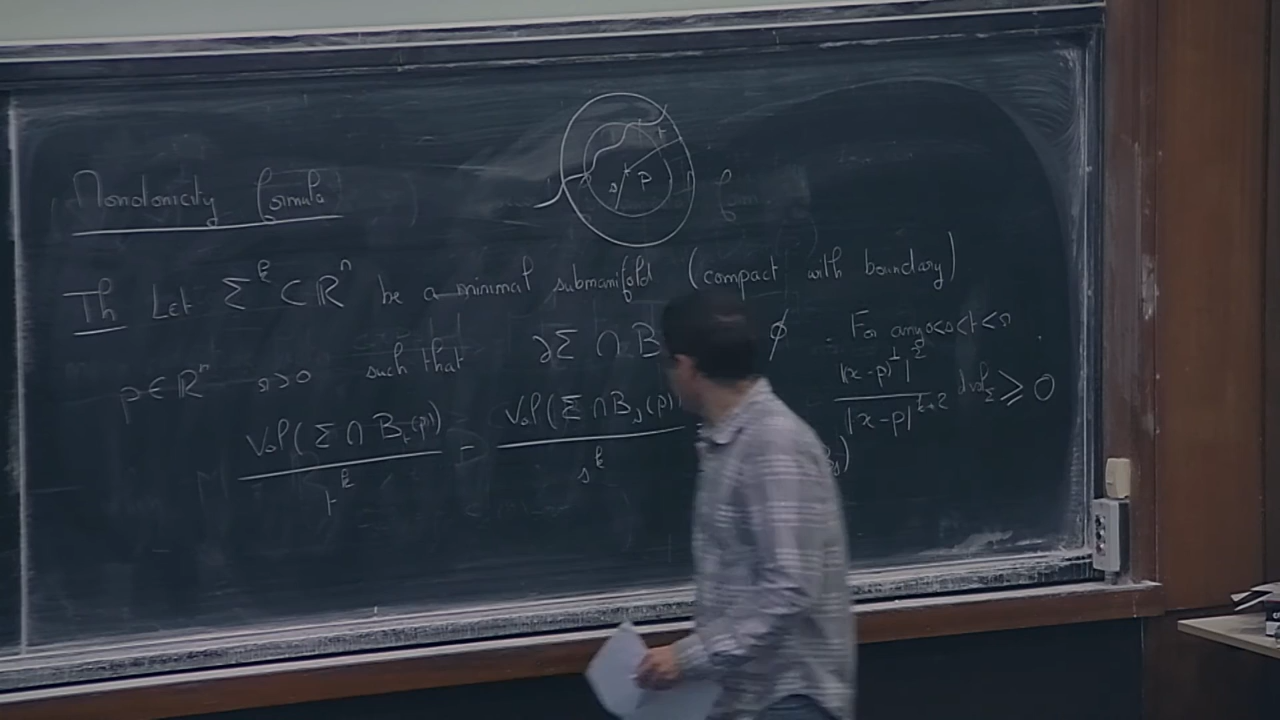 Monotonicity formula
s p t
Th Let Σ^k ⊂ ℝ^n be a minimal submanifold (compact with boundary)
p ∈ ℝ^n r>0 such that ∂Σ ∩ B ∅ . For any 0<s<t<r
Vol(Σ ∩ B_t(p)) / t^k - Vol(Σ ∩ B_s(p)) / s^k |(x-p)^⊥|^2 / |x-p|^{k+2} dvol_Σ ≥ 0